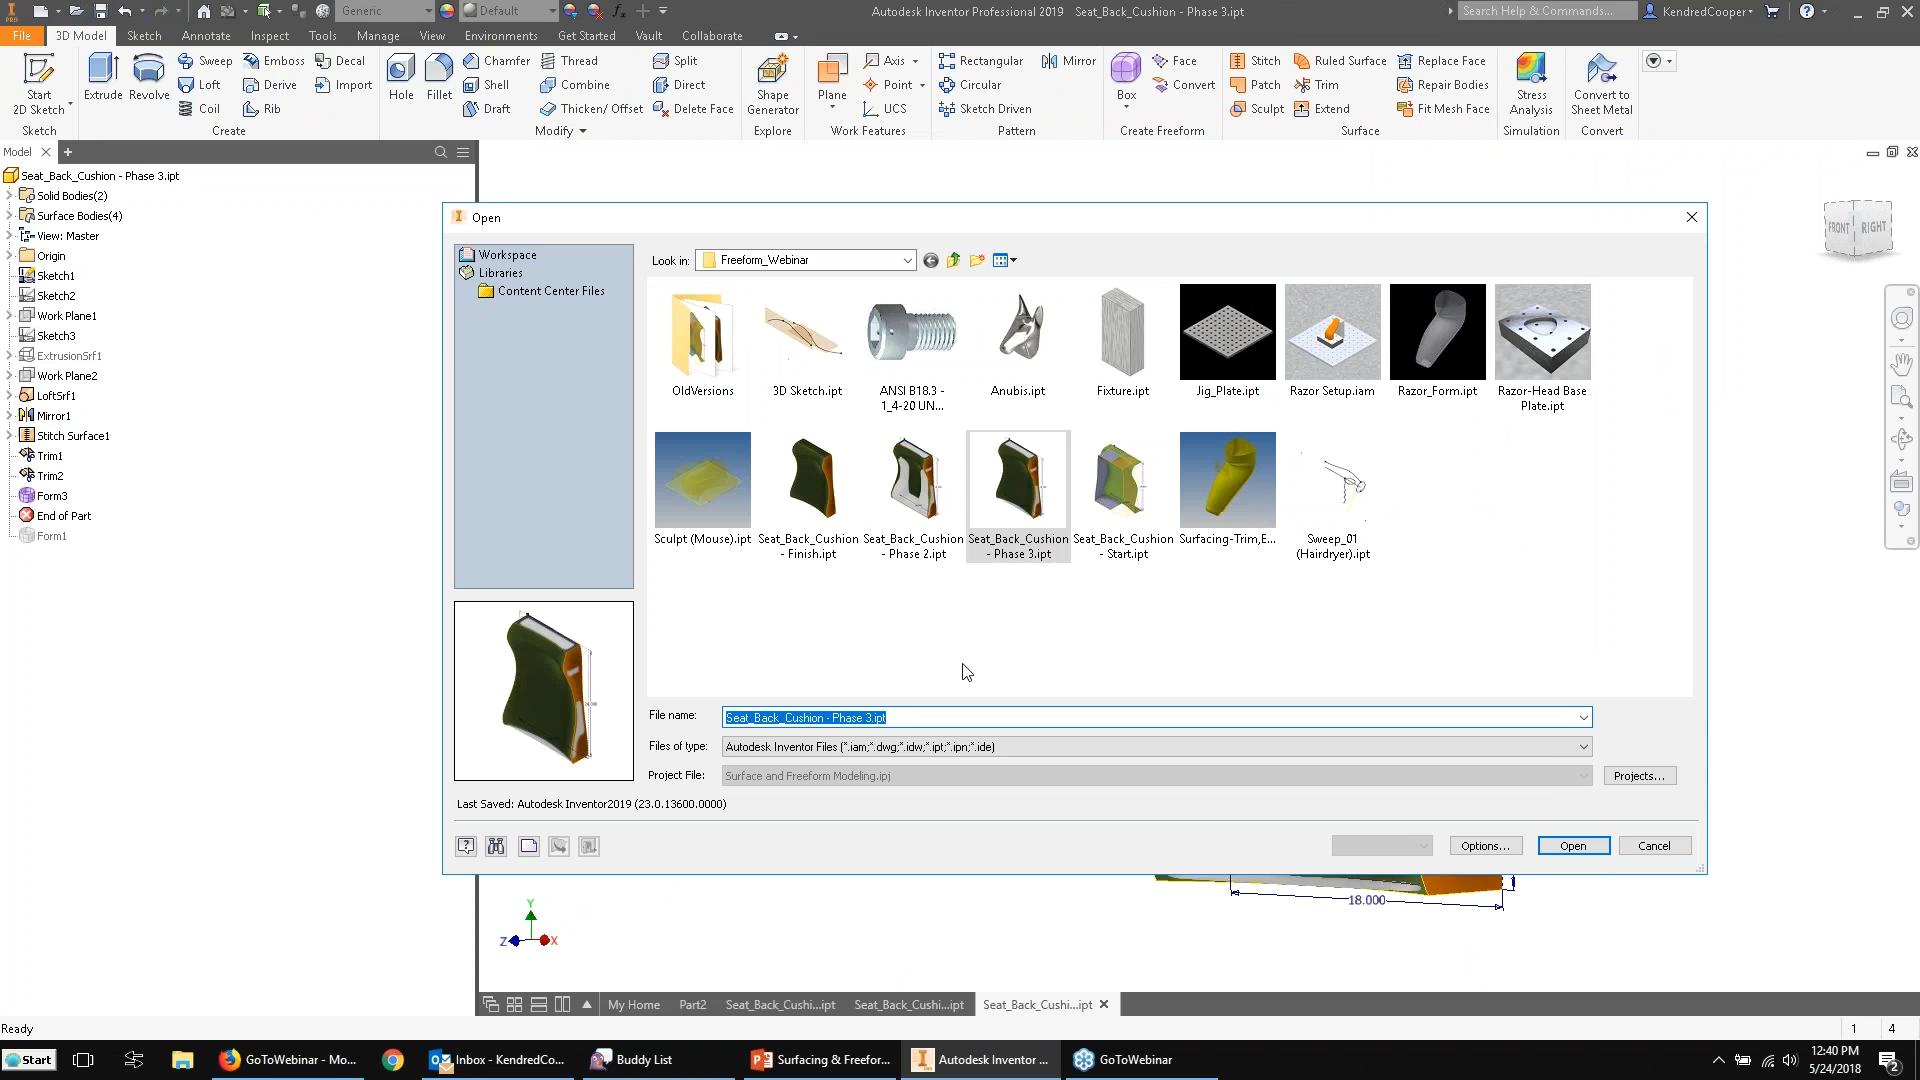 Generic
Default
Autodesk Inventor Professional 2019 Seat_Back_Cushion - Phase 3.ipt
Search Help & Commands...
KendredCooper
File 3D Model Sketch Annotate Inspect Tools Manage View Environments Get Started Vault Collaborate
Start
2D Sketch
Sketch
Extrude Revolve
Sweep Emboss Decal
Loft Derive Import
Coil Rib
Create
Hole Fillet
Chamfer Thread Split
Shell Combine Direct
Draft Thicken/ Offset Delete Face
Modify
Shape
Generator
Explore
Plane
Axis
Point
UCS
Work Features
Rectangular Mirror
Circular
Sketch Driven
Pattern
Box
Face
Convert
Create Freeform
Stitch Ruled Surface Replace Face
Patch Trim Repair Bodies
Sculpt Extend Fit Mesh Face
Surface
Stress
Analysis
Simulation
Convert to
Sheet Metal
Convert
Model
Seat_Back_Cushion - Phase 3.ipt
Solid Bodies(2)
Surface Bodies(4)
View: Master
Origin
Sketch1
Sketch2
Work Plane1
Sketch3
ExtrusionSrf1
Work Plane2
LoftSrf1
Mirror1
Stitch Surface1
Trim1
Trim2
Form3
End of Part
Form1
FRONT RIGHT
Open
Workspace
Libraries
Content Center Files
Look in: Freeform_Webinar
OldVersions
3D Sketch.ipt
ANSI B18.3 -
1_4-20 UN...
Anubis.ipt
Fixture.ipt
Jig_Plate.ipt
Razor Setup.iam
Razor_Form.ipt
Razor-Head Base
Plate.ipt
Sculpt (Mouse).ipt
Seat_Back_Cushion
- Finish.ipt
Seat_Back_Cushion
- Phase 2.ipt
Seat_Back_Cushion
- Phase 3.ipt
Seat_Back_Cushion
- Start.ipt
Surfacing-Trim,E...
Sweep_01
(Hairdryer).ipt
File name: Seat_Back_Cushion - Phase 3.ipt
Files of type: Autodesk Inventor Files (*.iam;*.dwg;*.idw;*.ipt;*.ipn;*.ide)
Project File: Surface and Freeform Modeling.ipj
Projects...
Last Saved: Autodesk Inventor2019 (23.0.13600.0000)
Options... Open Cancel
18.000
Y
Z X
My Home Part2 Seat_Back_Cushi...ipt Seat_Back_Cushi...ipt Seat_Back_Cushi...ipt
Ready
1 4
Start
GoToWebinar - Mo...
Inbox - KendredCo...
Buddy List
Surfacing & Freefor...
Autodesk Inventor ...
GoToWebinar
12:40 PM
5/24/2018
2